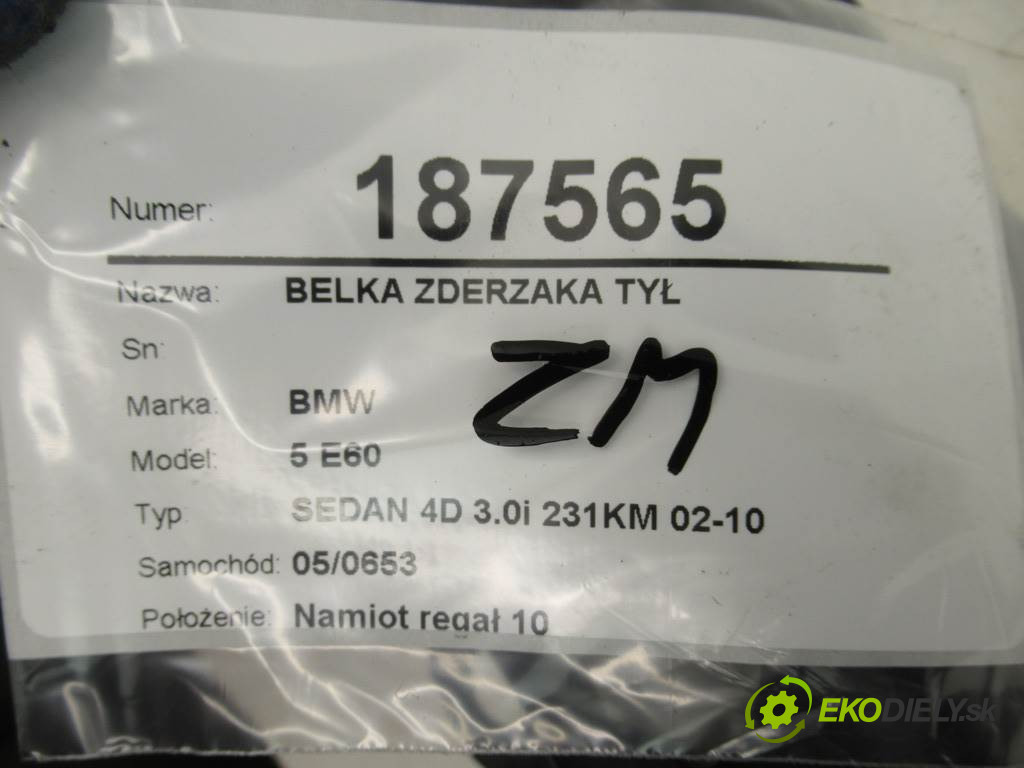 Numer: 187565
Nazwa: BELKA ZDERZAKA TYŁ
Sn:
ZM
Marka: BMW
Model: 5 E60
Typ SEDAN 4D 3.0i 231KM 02-10
Samochód: 05/0653
Położenie: Namiot regał 10
EKODIELY.sk